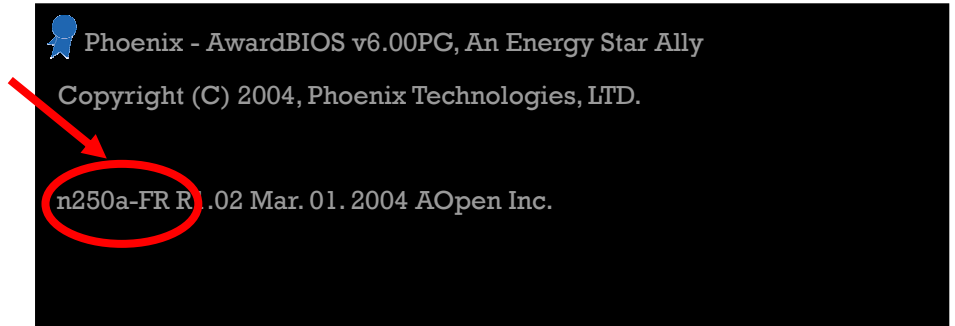 Phoenix - AwardBIOS v6.00PG, An Energy Star Ally
Copyright (C) 2004, Phoenix Technologies, LTD.
n250a-FR R1.02 Mar. 01. 2004 AOpen Inc.